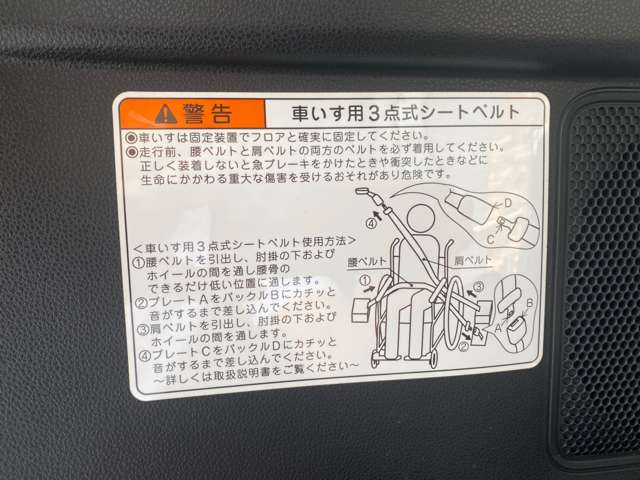 警告
車いす用3点式シートベルト
●車いすは固定装置でフロアと確実に固定してください。
●走行前、腰ベルトと肩ベルトの両方のベルトを必ず着用してください。
正しく装着しないと急ブレーキをかけたときや衝突したときなどに
生命にかかわる重大な傷害を受けるおそれがあり危険です。
<車いす用3点式シートベルト使用方法>
①腰ベルトを引出し、肘掛の下および
ホイールの間を通し腰骨の
できるだけ低い位置に通します。
②プレートAをバックルBにカチッと
音がするまで差し込んでください。
③肩ベルトを引出し、肘掛の下および
ホイールの間を通します。
④プレートCをバックルDにカチッと
音がするまで差し込んでください。
～詳しくは取扱説明書をご覧ください～
D
C
④
腰ベルト
肩ベルト
①
③
B
A
②